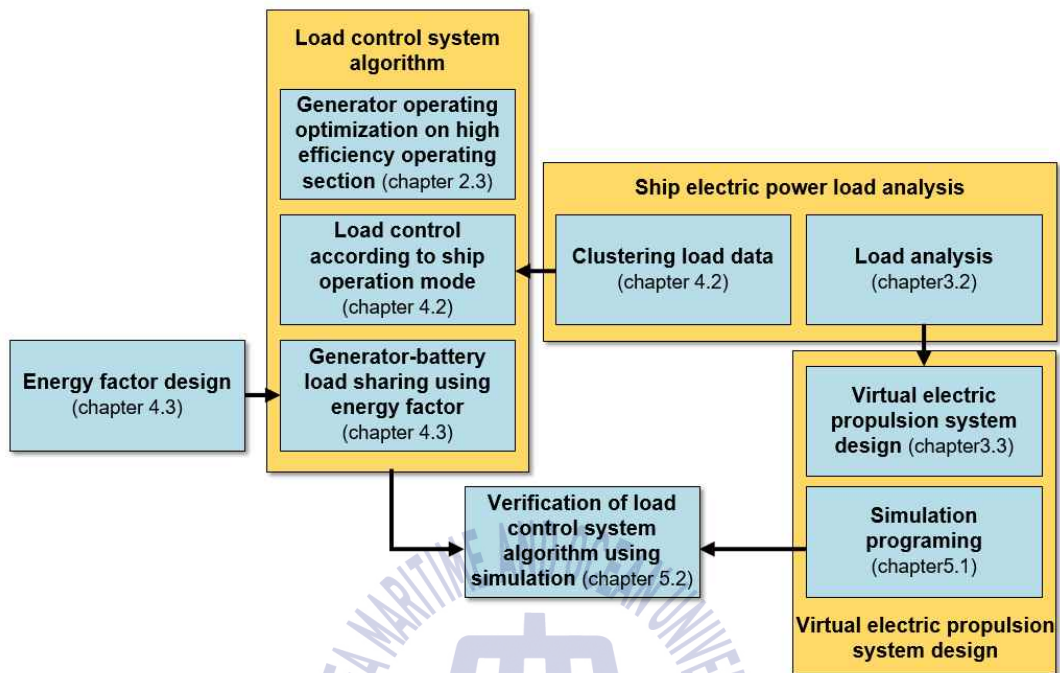 Load control system
algorithm
Generator operating
optimization on high
efficiency operating
section (chapter 2.3)
Load control
according to ship
operation mode
(chapter 4.2)
Generator-battery
load sharing using
energy factor
(chapter 4.3)
Energy factor design
(chapter 4.3)
Ship electric power load analysis
Clustering load data
(chapter 4.2)
Load analysis
(chapter3.2)
Virtual electric
propulsion system
design (chapter3.3)
Simulation
programing
(chapter5.1)
Virtual electric propulsion
system design
Verification of load
control system
algorithm using
simulation (chapter 5.2)
MARITIME AND OCEAN